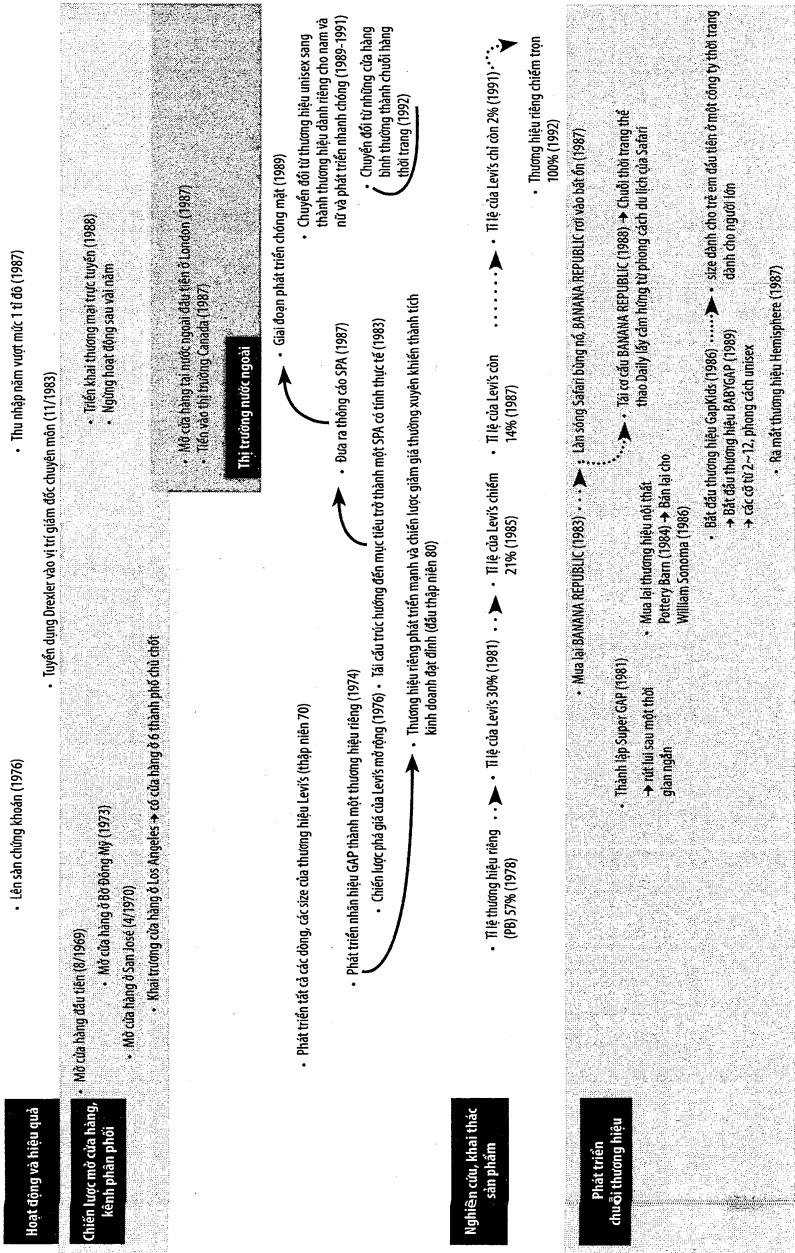 Hoạt động và hiệu quả
• Lên sàn chứng khoán (1976)
• Thu nhập năm vượt mức 1 tỉ đô (1987)
• Tuyển dụng Drexler vào vị trí giám đốc chuyên môn (11/1983)
Chiến lược mở cửa hàng,
kênh phân phối
• Mở cửa hàng đầu tiên (8/1969)
• Mở cửa hàng ở Bờ Đông Mỹ (1973)
• Mở cửa hàng ở San José (4/1970)
• Khai trương cửa hàng ở Los Angeles → có cửa hàng ở 6 thành phố chủ chốt
• Triển khai thương mại trực tuyến (1988)
• Ngừng hoạt động sau vài năm
• Mở cửa hàng tại nước ngoài đầu tiên ở London (1987)
• Tiến vào thị trường Canada (1987)
Thị trường nước ngoài
• Phát triển tất cả các dòng, các size của thương hiệu Levi's (thập niên 70)
• Phát triển nhãn hiệu GAP thành một thương hiệu riêng (1974)
• Chiến lược phá giá của Levi's mở rộng (1976)
• Tái cấu trúc hướng đến mục tiêu trở thành một SPA có tính thực tế (1983)
• Thương hiệu riêng phát triển mạnh và chiến lược giảm giá thường xuyên khiến thành tích
kinh doanh đạt đỉnh (đầu thập niên 80)
• Đưa ra thông cáo SPA (1987)
• Giai đoạn phát triển chóng mặt (1989)
• Chuyển đổi từ thương hiệu unisex sang
thành thương hiệu dành riêng cho nam và
nữ và phát triển nhanh chóng (1989-1991)
• Chuyển đổi từ những cửa hàng
bình thường thành chuỗi hàng
thời trang (1992)
Nghiên cứu, khai thác
sản phẩm
• Tỉ lệ thương hiệu riêng
(PB) 57% (1978)
• Tỉ lệ của Levi's 30% (1981)
• Tỉ lệ của Levi's chiếm
21% (1985)
• Tỉ lệ của Levi's còn
14% (1987)
• Tỉ lệ của Levi's chỉ còn 2% (1991)
• Thương hiệu riêng chiếm trọn
100% (1992)
Phát triển
chuỗi thương hiệu
• Mua lại BANANA REPUBLIC (1983)
• Làn sóng Safari bùng nổ, BANANA REPUBLIC rơi vào bất ổn (1987)
• Thành lập Super GAP (1981)
→ rút lui sau một thời
gian ngắn
• Tái cơ cấu BANANA REPUBLIC (1988) → Chuỗi thời trang thể
thao Daily lấy cảm hứng từ phong cách du lịch của Safari
• Mua lại thương hiệu nội thất
Pottery Barn (1984) → Bán lại cho
William Sonoma (1986)
• Bắt đầu thương hiệu GapKids (1986)
→ Bắt đầu thương hiệu BABYGAP (1989)
→ các cỡ từ 2~12, phong cách unisex
• size dành cho trẻ em đầu tiên ở một công ty thời trang
dành cho người lớn
• Ra mắt thương hiệu Hemisphere (1987)